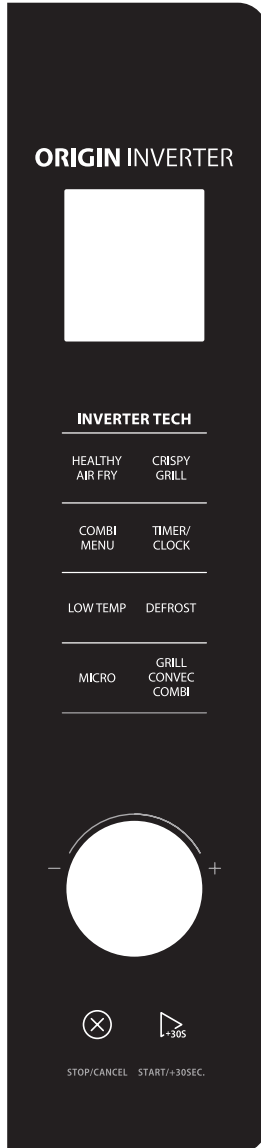 ORIGIN INVERTER
INVERTER TECH
HEALTHY
AIR FRY
CRISPY
GRILL
COMBI
MENU
TIMER/
CLOCK
LOW TEMP
DEFROST
MICRO
GRILL
CONVEC
COMBI
− +
+30S
STOP/CANCEL START/+30SEC.